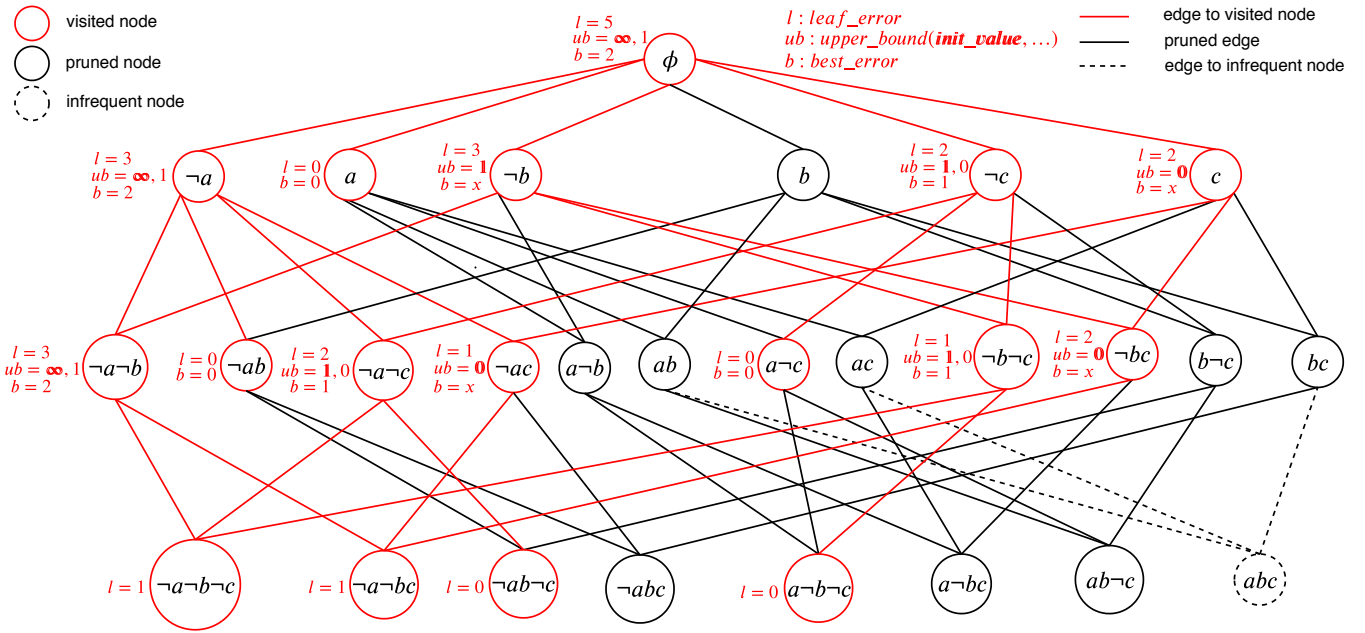 visited node
pruned node
infrequent node
l = 5
ub = ∞, 1
b = 2
ϕ
l : leaf_error
ub : upper_bound(init_value, …)
b : best_error
edge to visited node
pruned edge
edge to infrequent node
l = 3
ub = ∞, 1
b = 2
¬a
l = 0
b = 0
a
l = 3
ub = 1
b = x
¬b
b
l = 2
ub = 1, 0
b = 1
¬c
l = 2
ub = 0
b = x
c
l = 3
ub = ∞, 1
b = 2
¬a¬b
l = 0
b = 0
¬ab
l = 2
ub = 1, 0
b = 1
¬a¬c
l = 1
ub = 0
b = x
¬ac
a¬b
ab
l = 0
b = 0
a¬c
ac
l = 1
ub = 1, 0
b = 1
¬b¬c
l = 2
ub = 0
b = x
¬bc
b¬c
bc
l = 1
¬a¬b¬c
l = 1
¬a¬bc
l = 0
¬ab¬c
¬abc
l = 0
a¬b¬c
a¬bc
ab¬c
abc